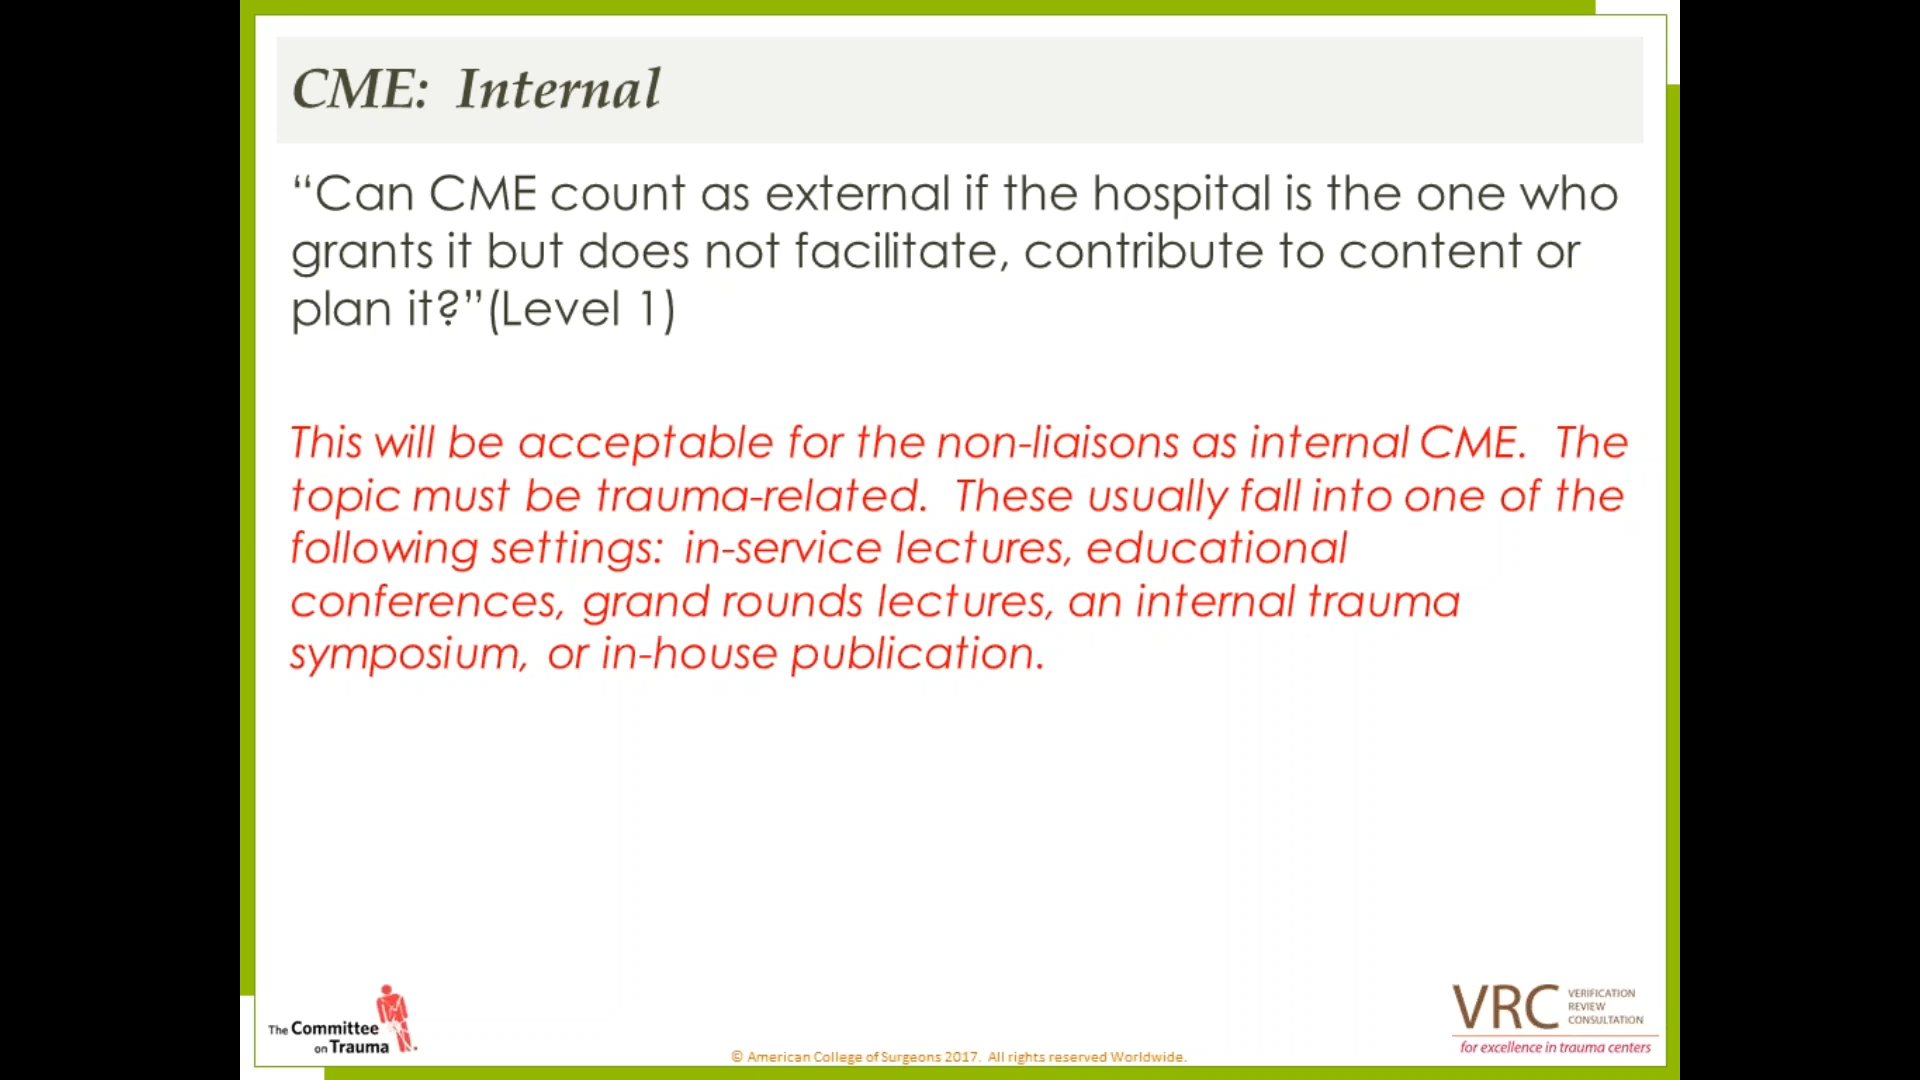 CME: Internal
“Can CME count as external if the hospital is the one who
grants it but does not facilitate, contribute to content or
plan it?”(Level 1)
This will be acceptable for the non-liaisons as internal CME. The
topic must be trauma-related. These usually fall into one of the
following settings: in-service lectures, educational
conferences, grand rounds lectures, an internal trauma
symposium, or in-house publication.
The Committee
on Trauma
© American College of Surgeons 2017. All rights reserved Worldwide.
VRC
VERIFICATION
REVIEW
CONSULTATION
for excellence in trauma centers